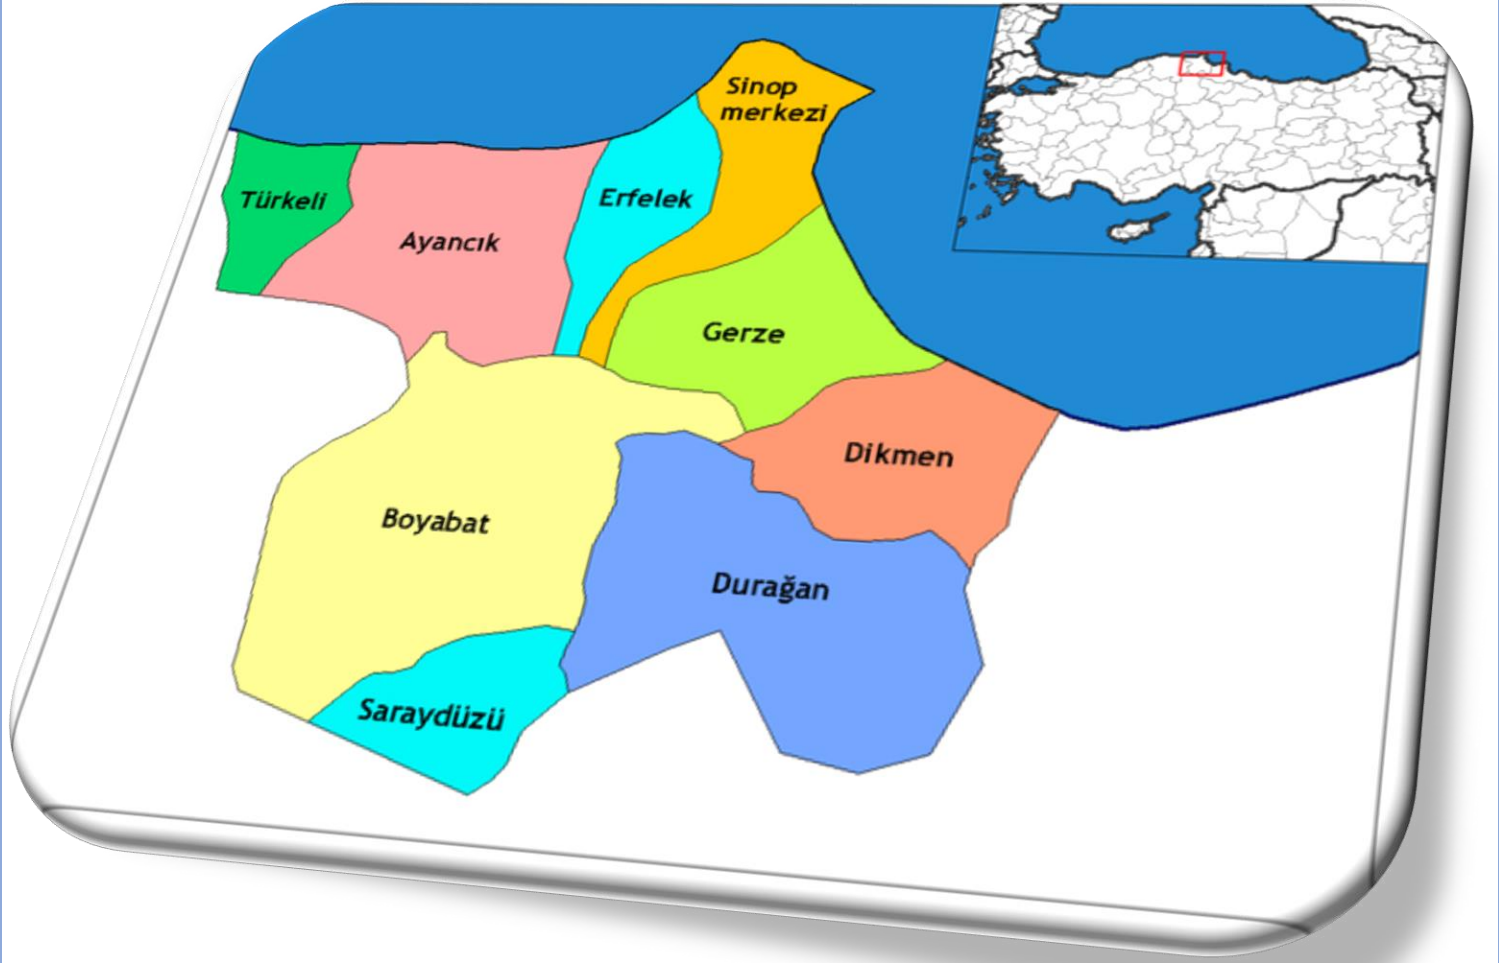 Sinop
merkezi
Türkeli
Erfelek
Ayancık
Gerze
Dikmen
Boyabat
Durağan
Saraydüzü